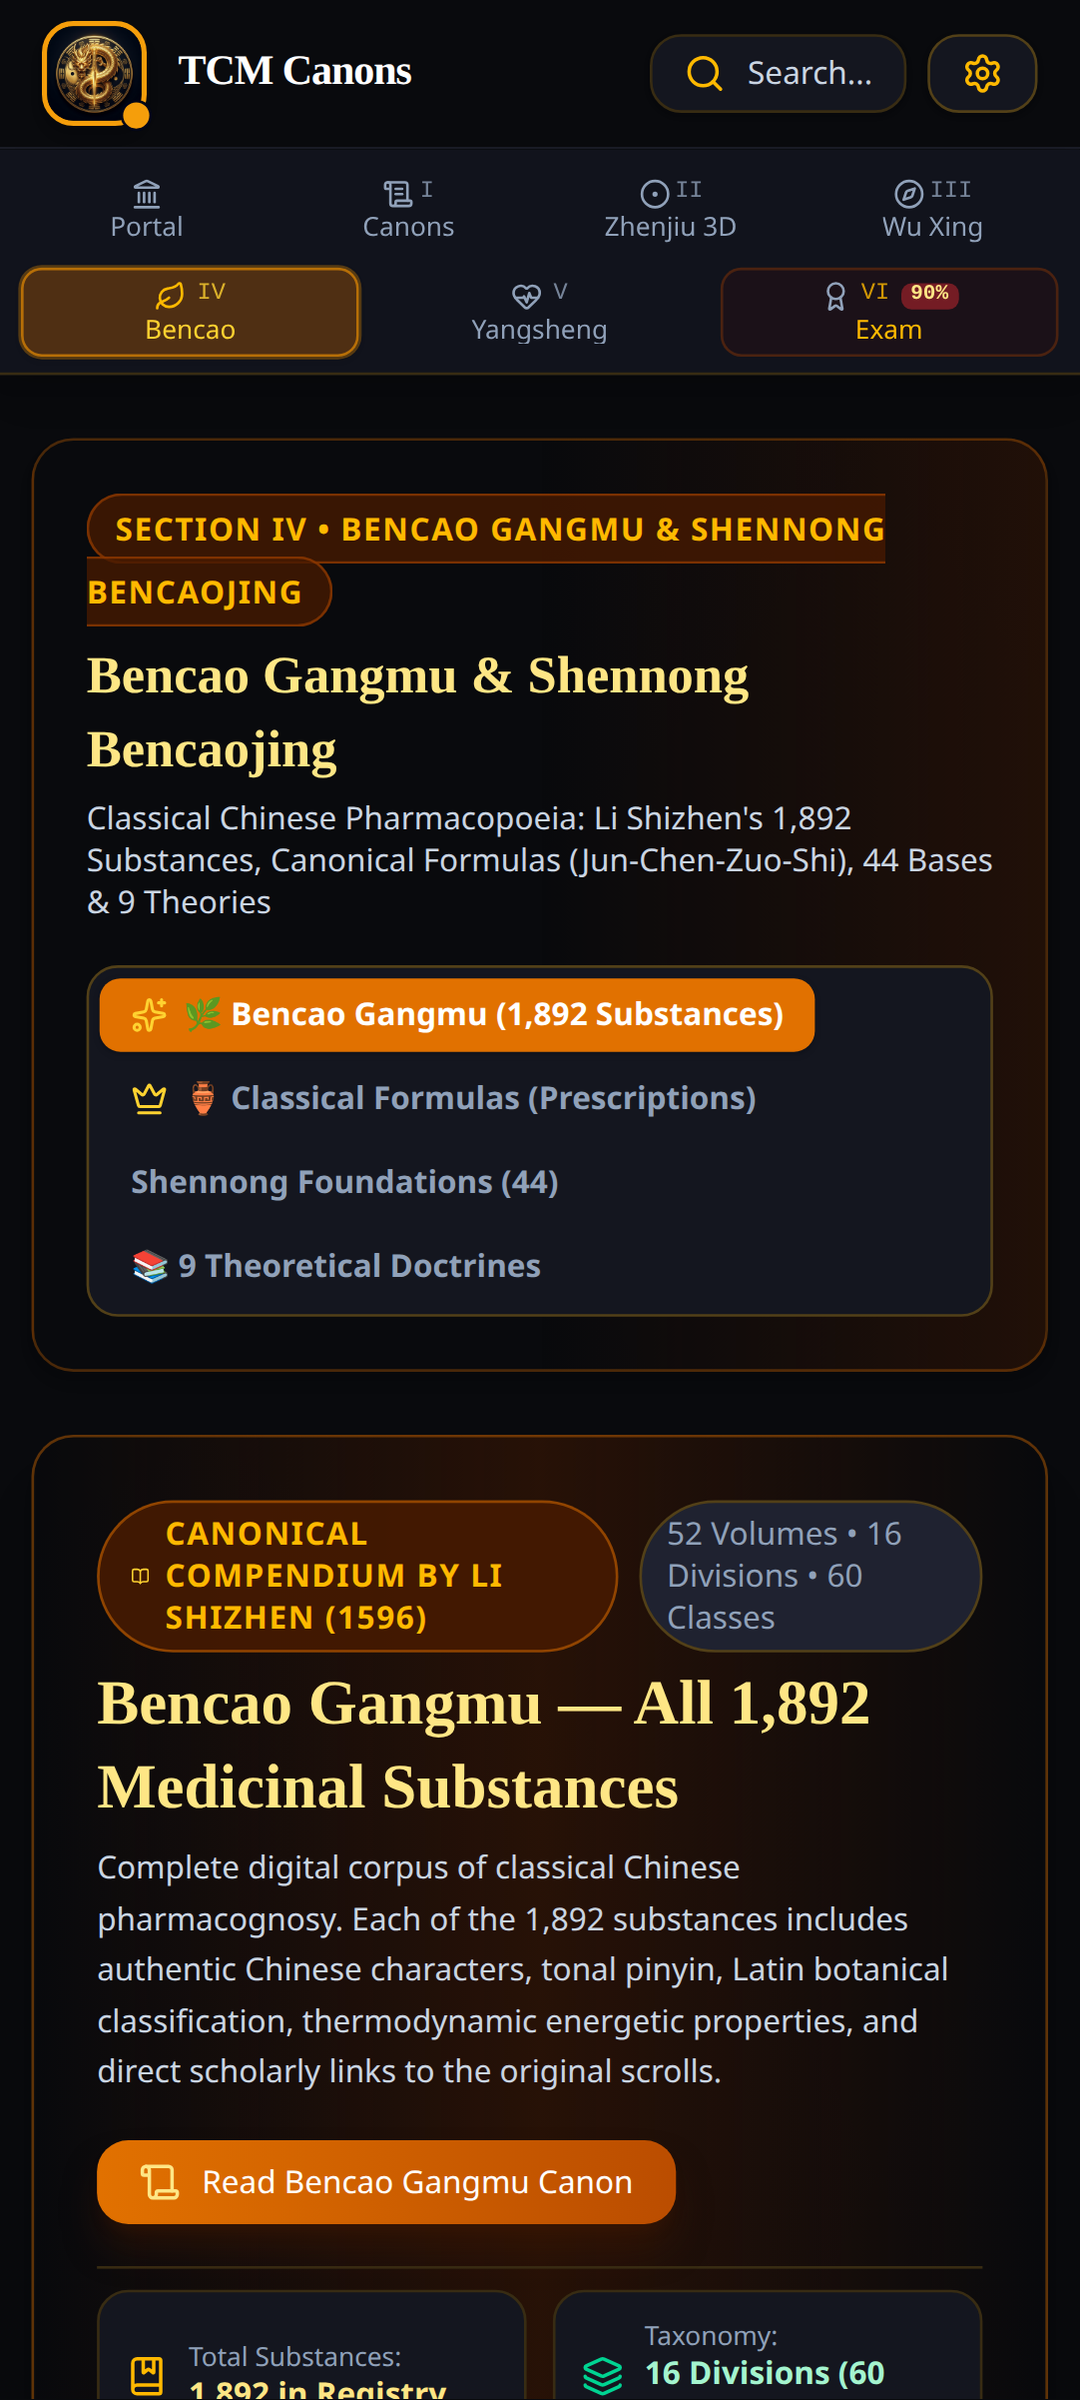 TCM Canons
Search...
Portal
I
Canons
II
Zhenjiu 3D
III
Wu Xing
IV
Bencao
V
Yangsheng
VI 90%
Exam
SECTION IV • BENCAO GANGMU & SHENNONG
BENCAOJING
Bencao Gangmu & Shennong
Bencaojing
Classical Chinese Pharmacopoeia: Li Shizhen's 1,892
Substances, Canonical Formulas (Jun-Chen-Zuo-Shi), 44 Bases
& 9 Theories
🌿 Bencao Gangmu (1,892 Substances)
🏺 Classical Formulas (Prescriptions)
Shennong Foundations (44)
📚 9 Theoretical Doctrines
CANONICAL
COMPENDIUM BY LI
SHIZHEN (1596)
52 Volumes • 16
Divisions • 60
Classes
Bencao Gangmu — All 1,892
Medicinal Substances
Complete digital corpus of classical Chinese
pharmacognosy. Each of the 1,892 substances includes
authentic Chinese characters, tonal pinyin, Latin botanical
classification, thermodynamic energetic properties, and
direct scholarly links to the original scrolls.
Read Bencao Gangmu Canon
Total Substances:
1,892 in Registry
Taxonomy:
16 Divisions (60